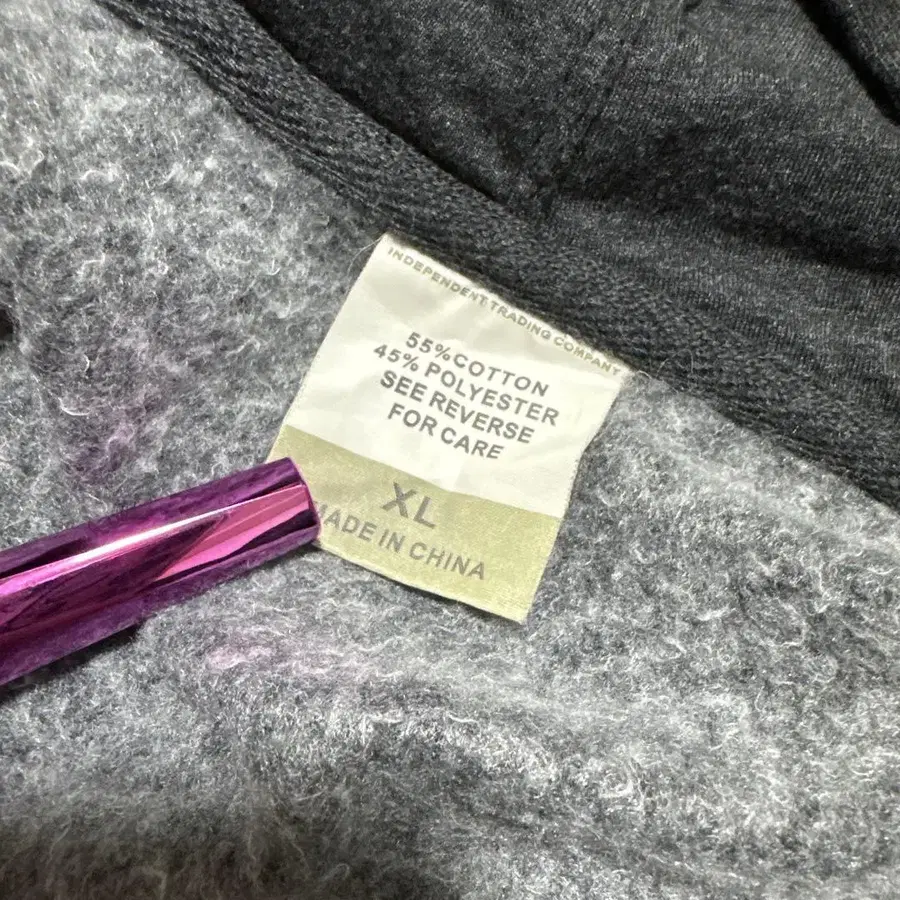 INDEPENDENT TRADING COMPANY
55%COTTON
45% POLYESTER
SEE REVERSE
FOR CARE
XL
MADE IN CHINA